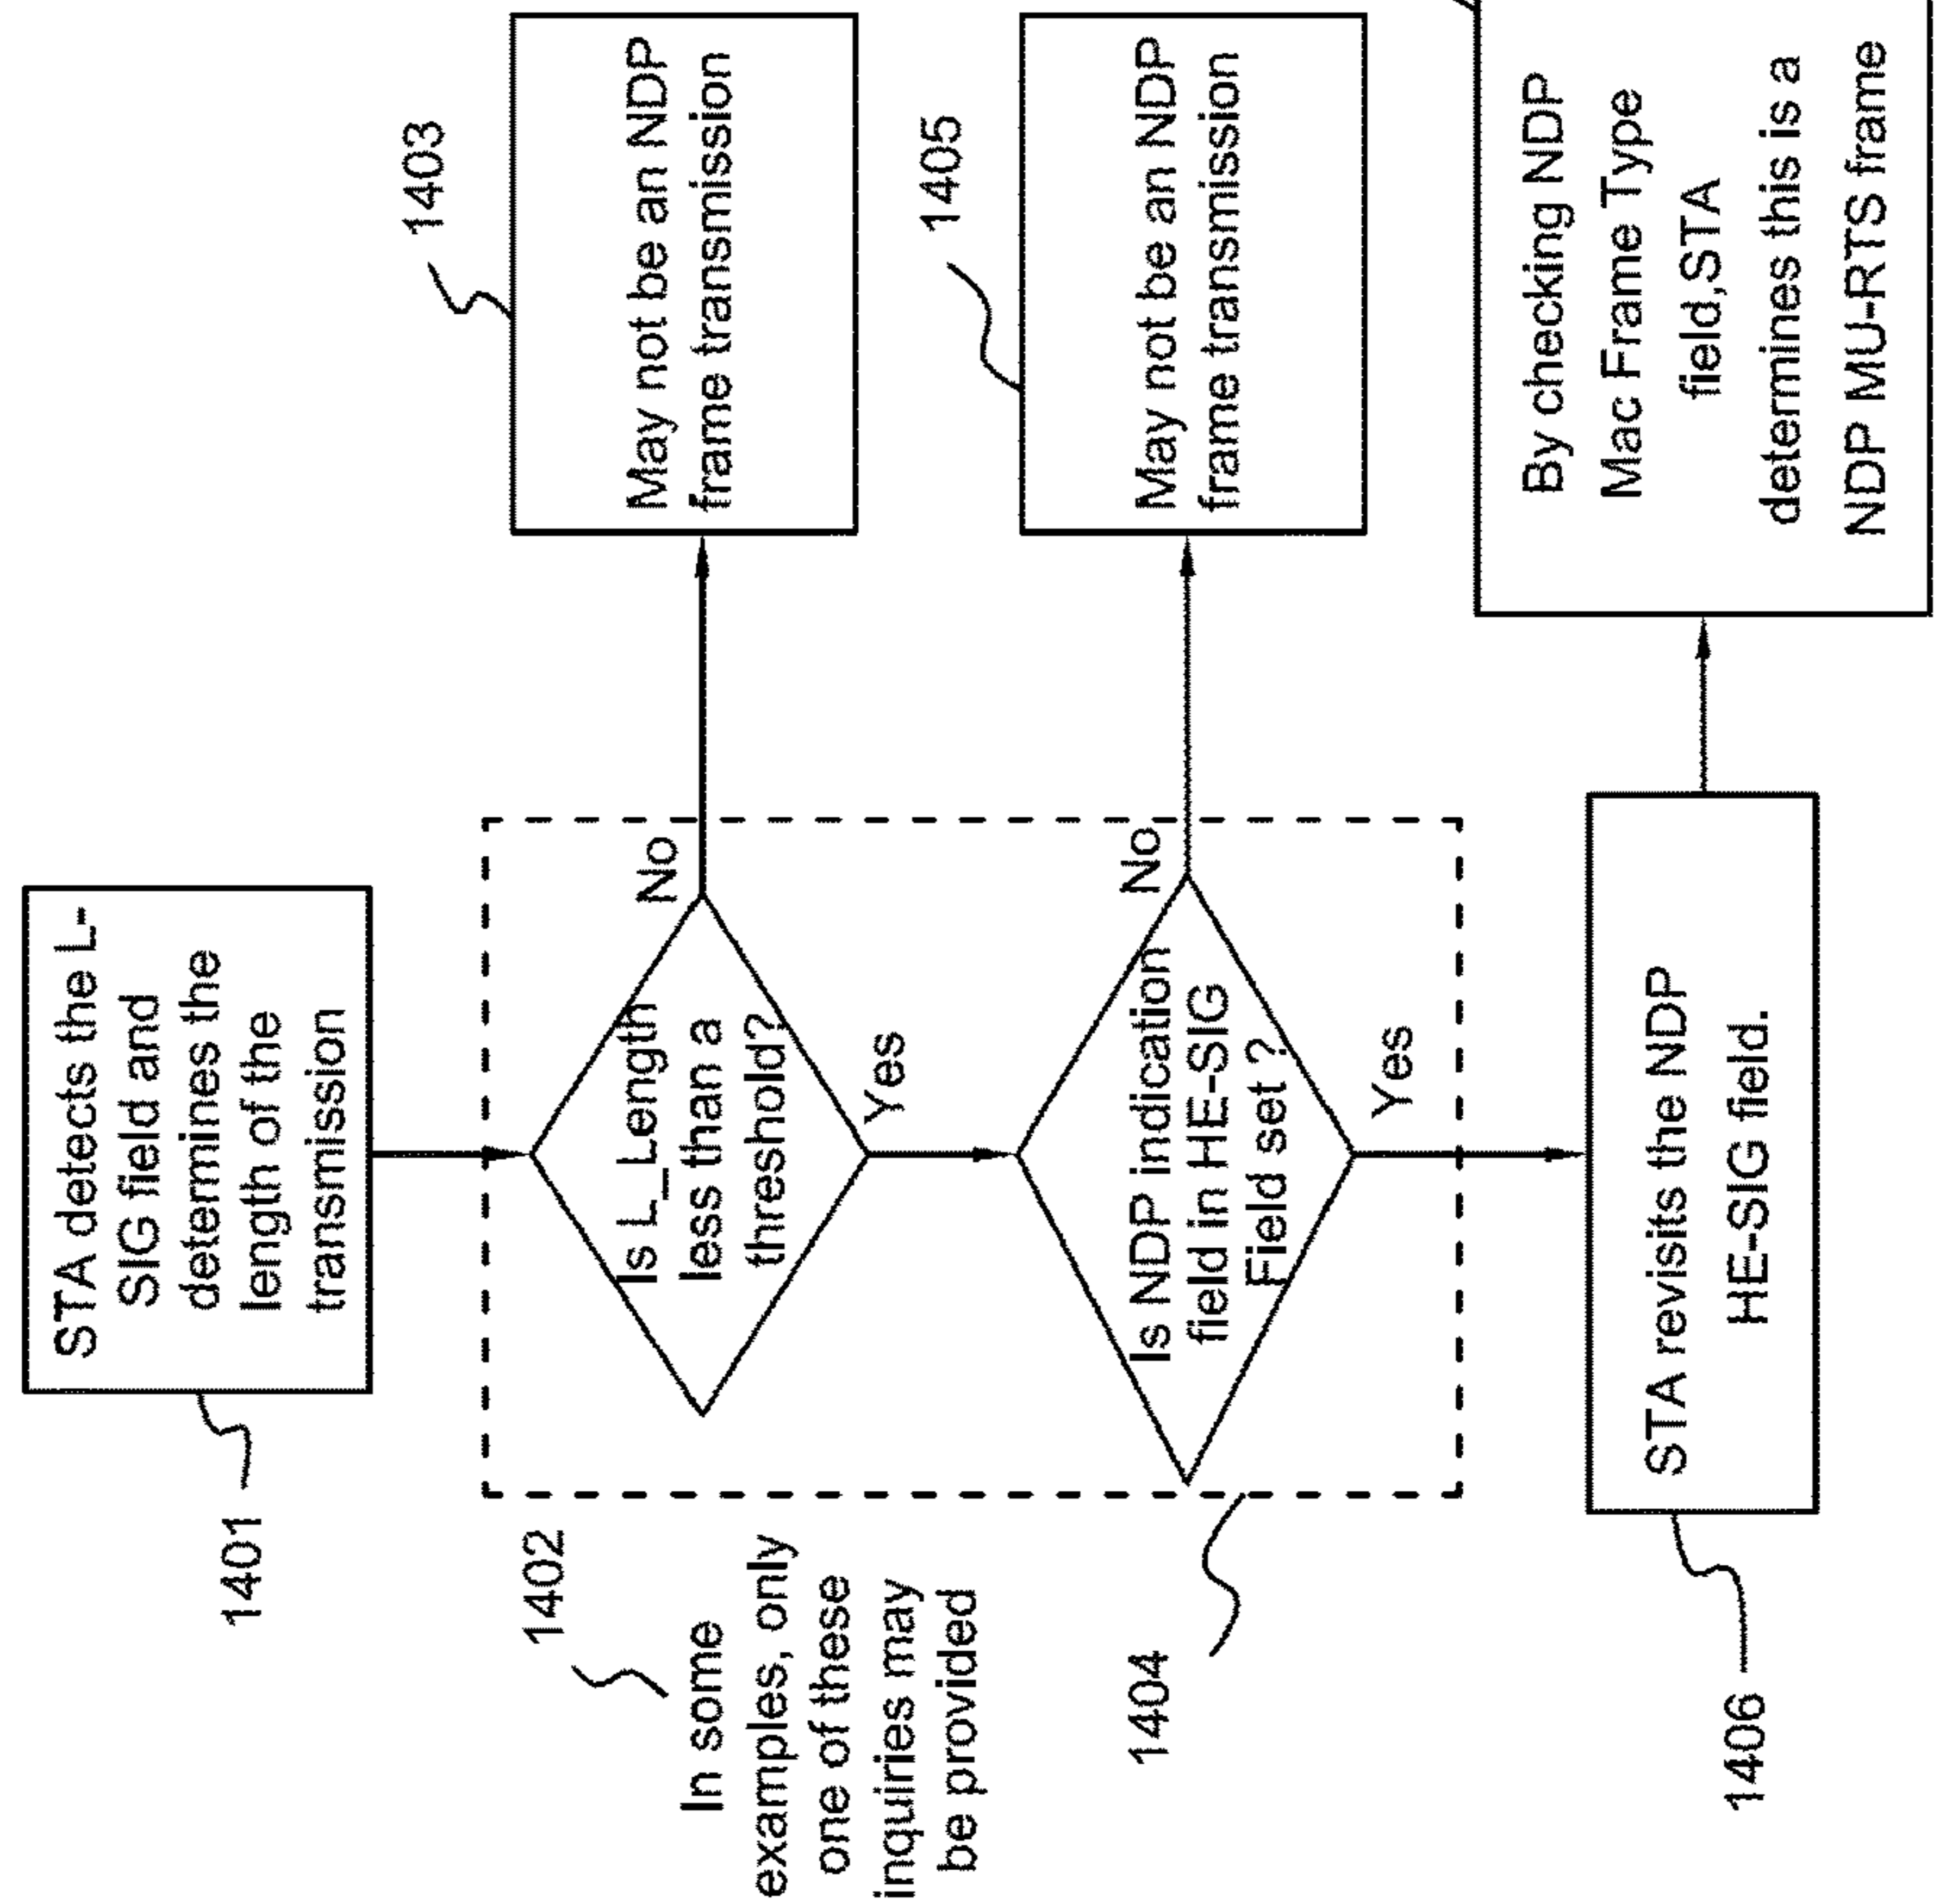 1401
STA detects the L-
SIG field and
determines the
length of the
transmission
1402
In some
examples, only
one of these
inquiries may
be provided
Is L_Length
less than a
threshold?
No
Yes
1403
May not be an NDP
frame transmission
1404
Is NDP indication
field in HE-SIG
Field set ?
No
Yes
1405
May not be an NDP
frame transmission
1406
STA revisits the NDP
HE-SIG field.
By checking NDP
Mac Frame Type
field,STA
determines this is a
NDP MU-RTS frame